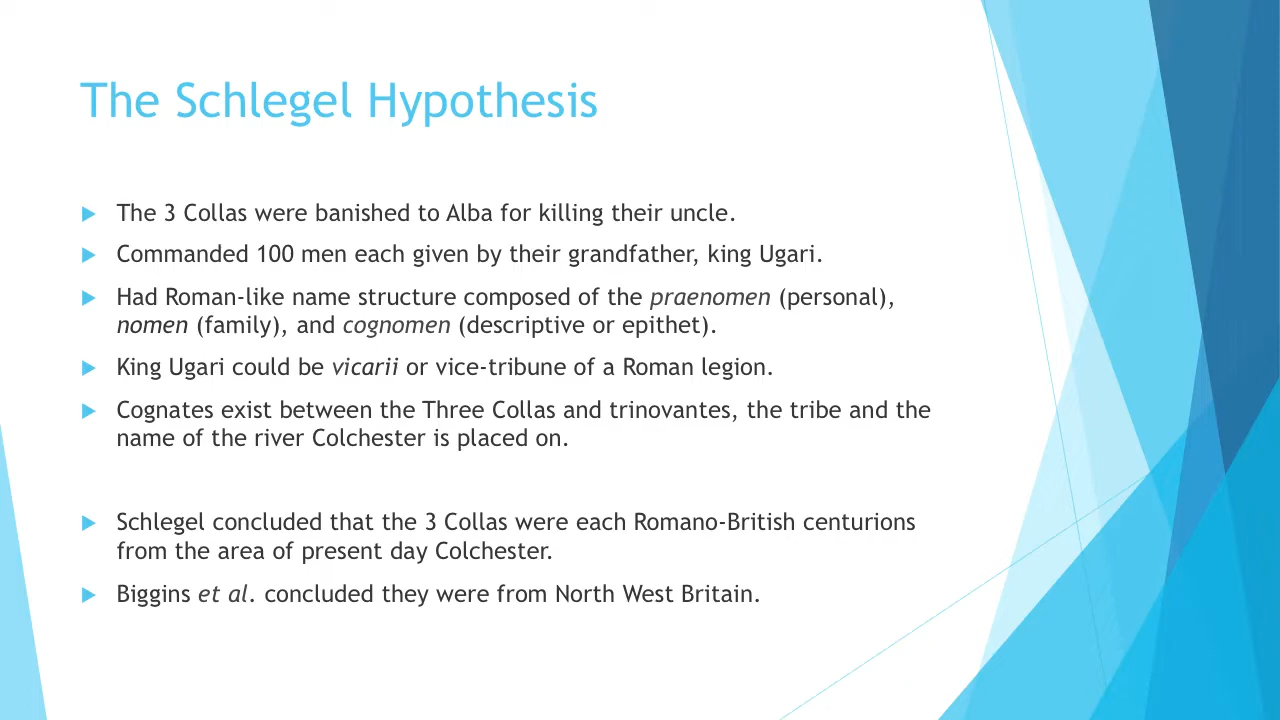 The Schlegel Hypothesis
The 3 Collas were banished to Alba for killing their uncle.
Commanded 100 men each given by their grandfather, king Ugari.
Had Roman-like name structure composed of the praenomen (personal),
nomen (family), and cognomen (descriptive or epithet).
King Ugari could be vicarii or vice-tribune of a Roman legion.
Cognates exist between the Three Collas and trinovantes, the tribe and the
name of the river Colchester is placed on.
Schlegel concluded that the 3 Collas were each Romano-British centurions
from the area of present day Colchester.
Biggins et al. concluded they were from North West Britain.